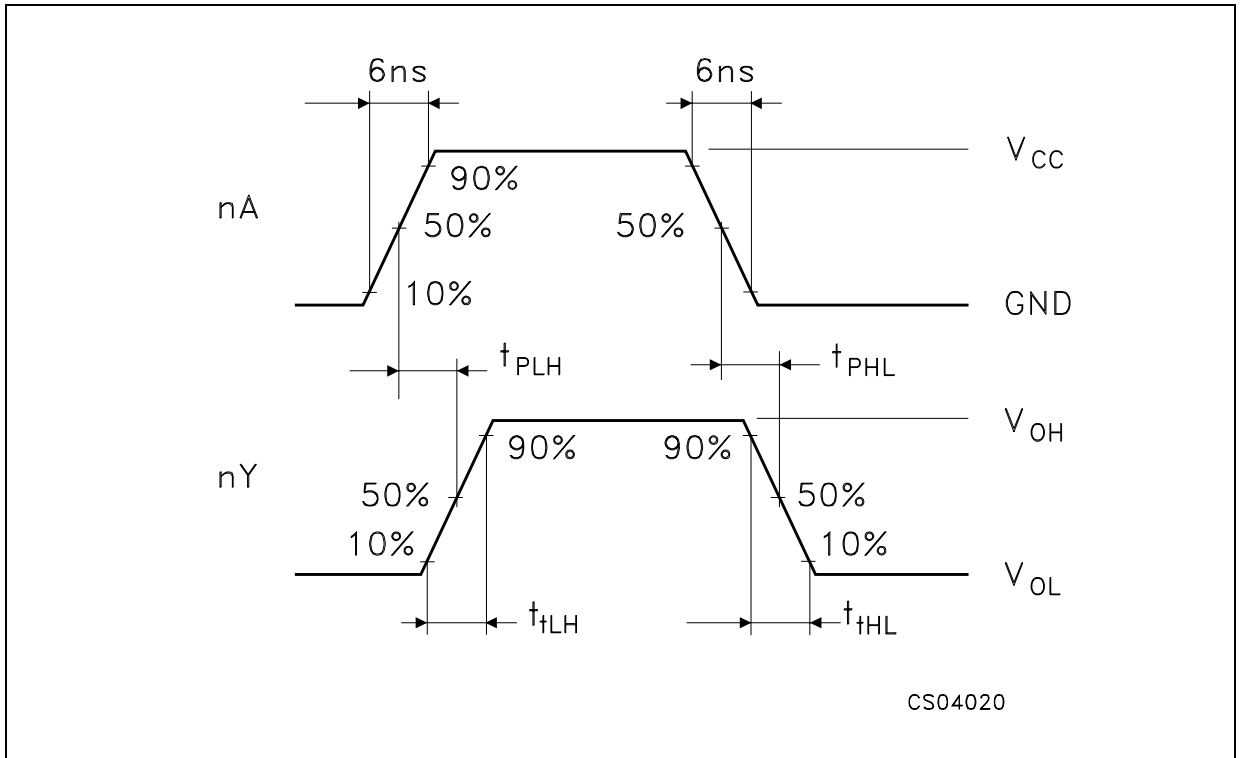 6ns
6ns
V_CC
90%
nA
50%
50%
10%
GND
t_PLH
t_PHL
V_OH
90%
90%
nY
50%
50%
10%
10%
V_OL
t_tLH
t_tHL
CS04020